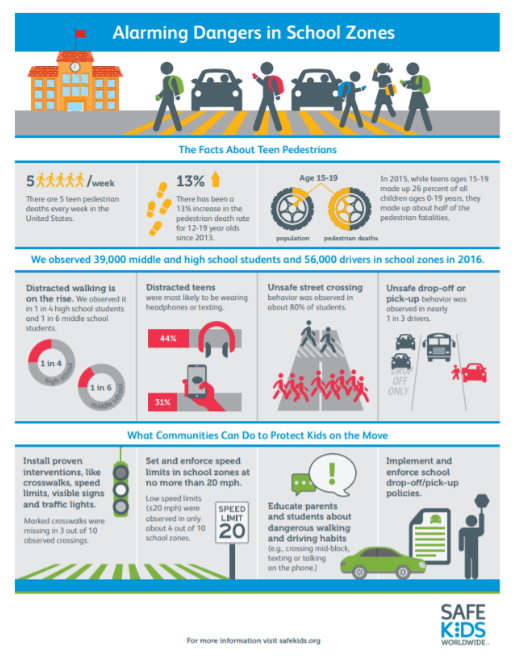 Alarming Dangers in School Zones
The Facts About Teen Pedestrians
5 /week
There are 5 teen pedestrian
deaths every week in the
United States.
13%
There has been a
13% increase in the
pedestrian death rate
for 12-19 year olds
since 2013.
Age 15-19
population
pedestrian deaths
In 2015, while teens ages 15-19
made up 26 percent of all
children ages 0-19 years, they
made up about half of the
pedestrian fatalities.
We observed 39,000 middle and high school students and 56,000 drivers in school zones in 2016.
Distracted walking is
on the rise. We observed it
in 1 in 4 high school students
and 1 in 6 middle school
students.
1 in 4
high school
1 in 6
middle school
Distracted teens
were most likely to be wearing
headphones or texting.
44%
31%
Unsafe street crossing
behavior was observed in
about 80% of students.
Unsafe drop-off or
pick-up behavior was
observed in nearly
1 in 3 drivers.
DROP
OFF
ONLY
What Communities Can Do to Protect Kids on the Move
Install proven
interventions, like
crosswalks, speed
limits, visible signs
and traffic lights.
Marked crosswalks were
missing in 3 out of 10
observed crossings.
Set and enforce speed
limits in school zones at
no more than 20 mph.
Low speed limits
(≤20 mph) were
observed in only
about 4 out of 10
school zones.
SPEED
LIMIT
20
!
Educate parents
and students about
dangerous walking
and driving habits
(e.g., crossing mid-block,
texting or talking
on the phone.)
Implement and
enforce school
drop-off/pick-up
policies.
SAFE
KIDS
WORLDWIDE
For more information visit safekids.org